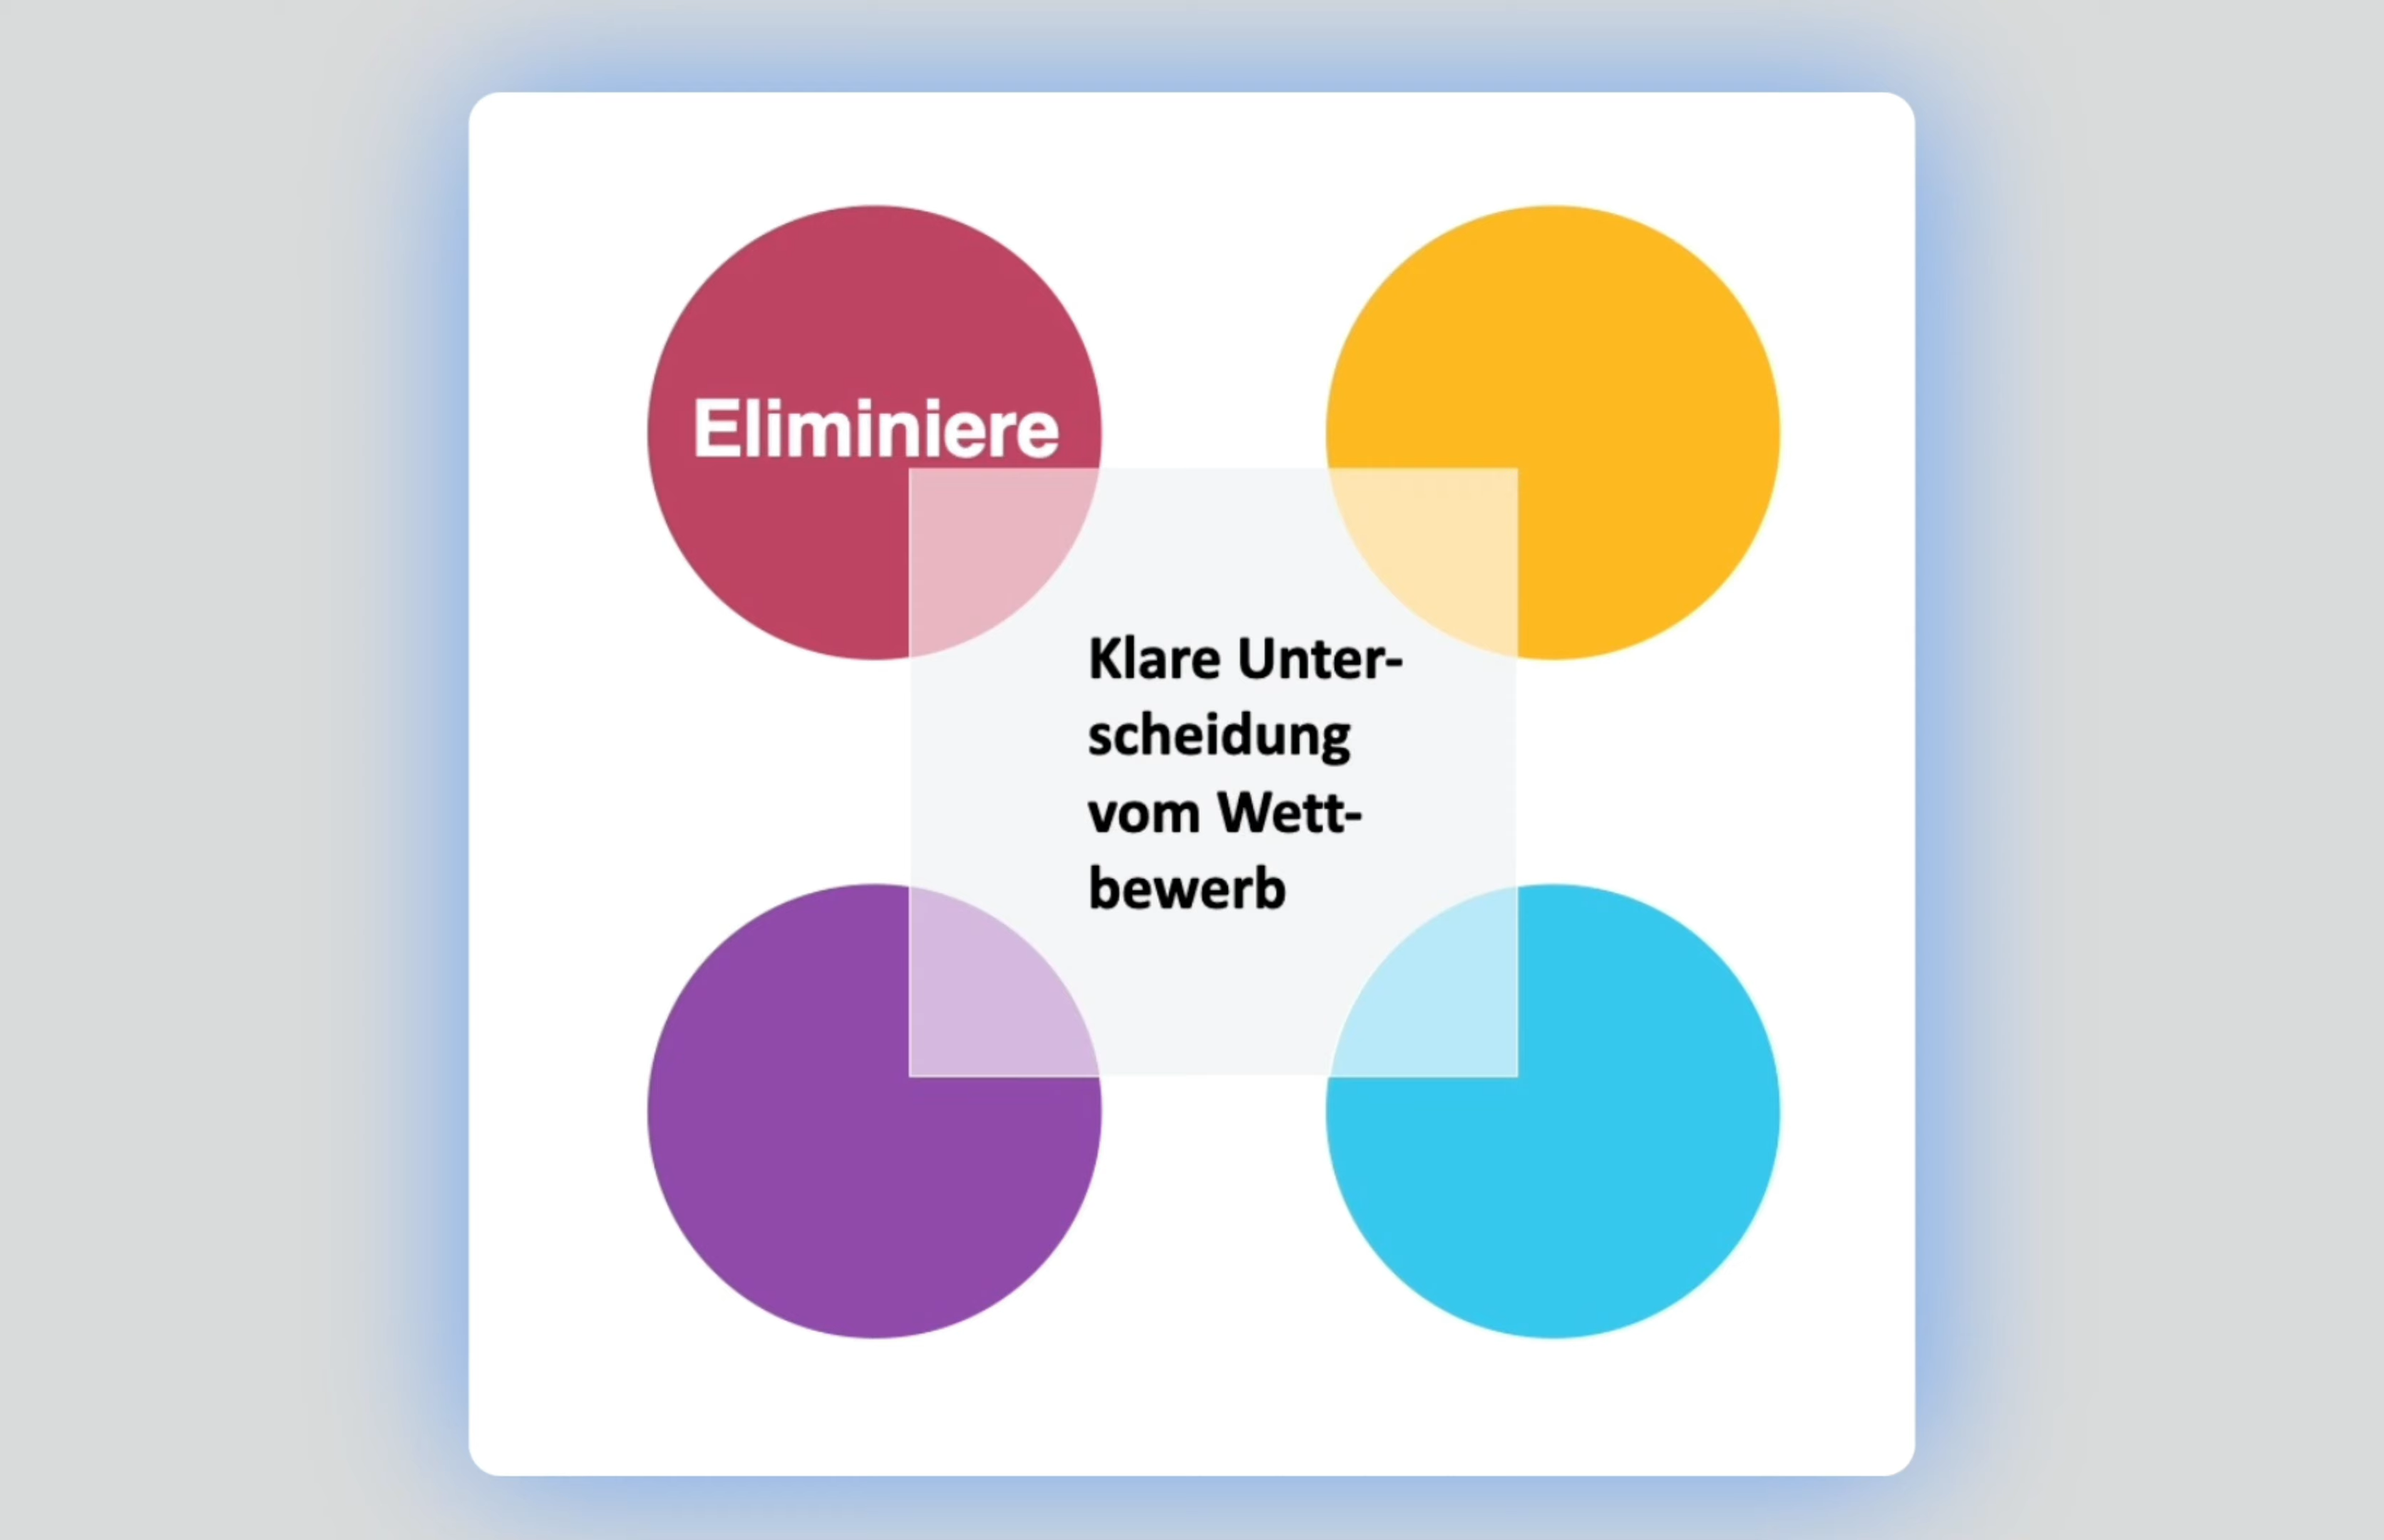 Eliminiere
Klare Unter-
scheidung
vom Wett-
bewerb